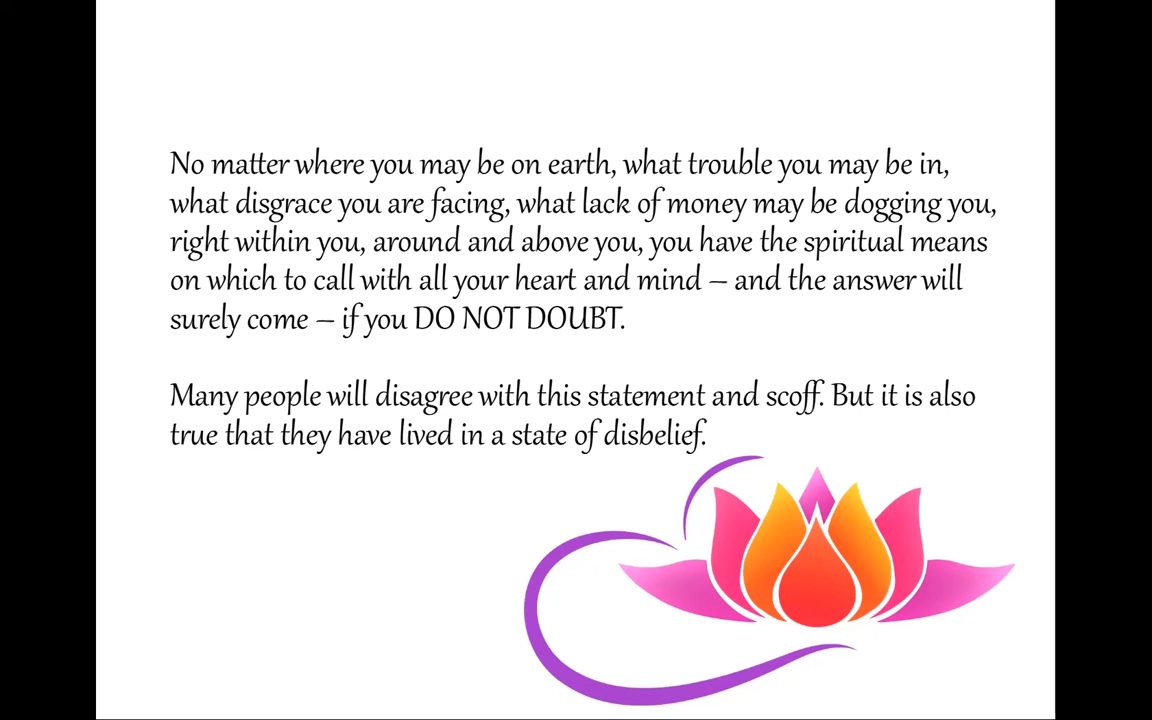 No matter where you may be on earth, what trouble you may be in,
what disgrace you are facing, what lack of money may be dogging you,
right within you, around and above you, you have the spiritual means
on which to call with all your heart and mind – and the answer will
surely come – if you DO NOT DOUBT.
Many people will disagree with this statement and scoff. But it is also
true that they have lived in a state of disbelief.